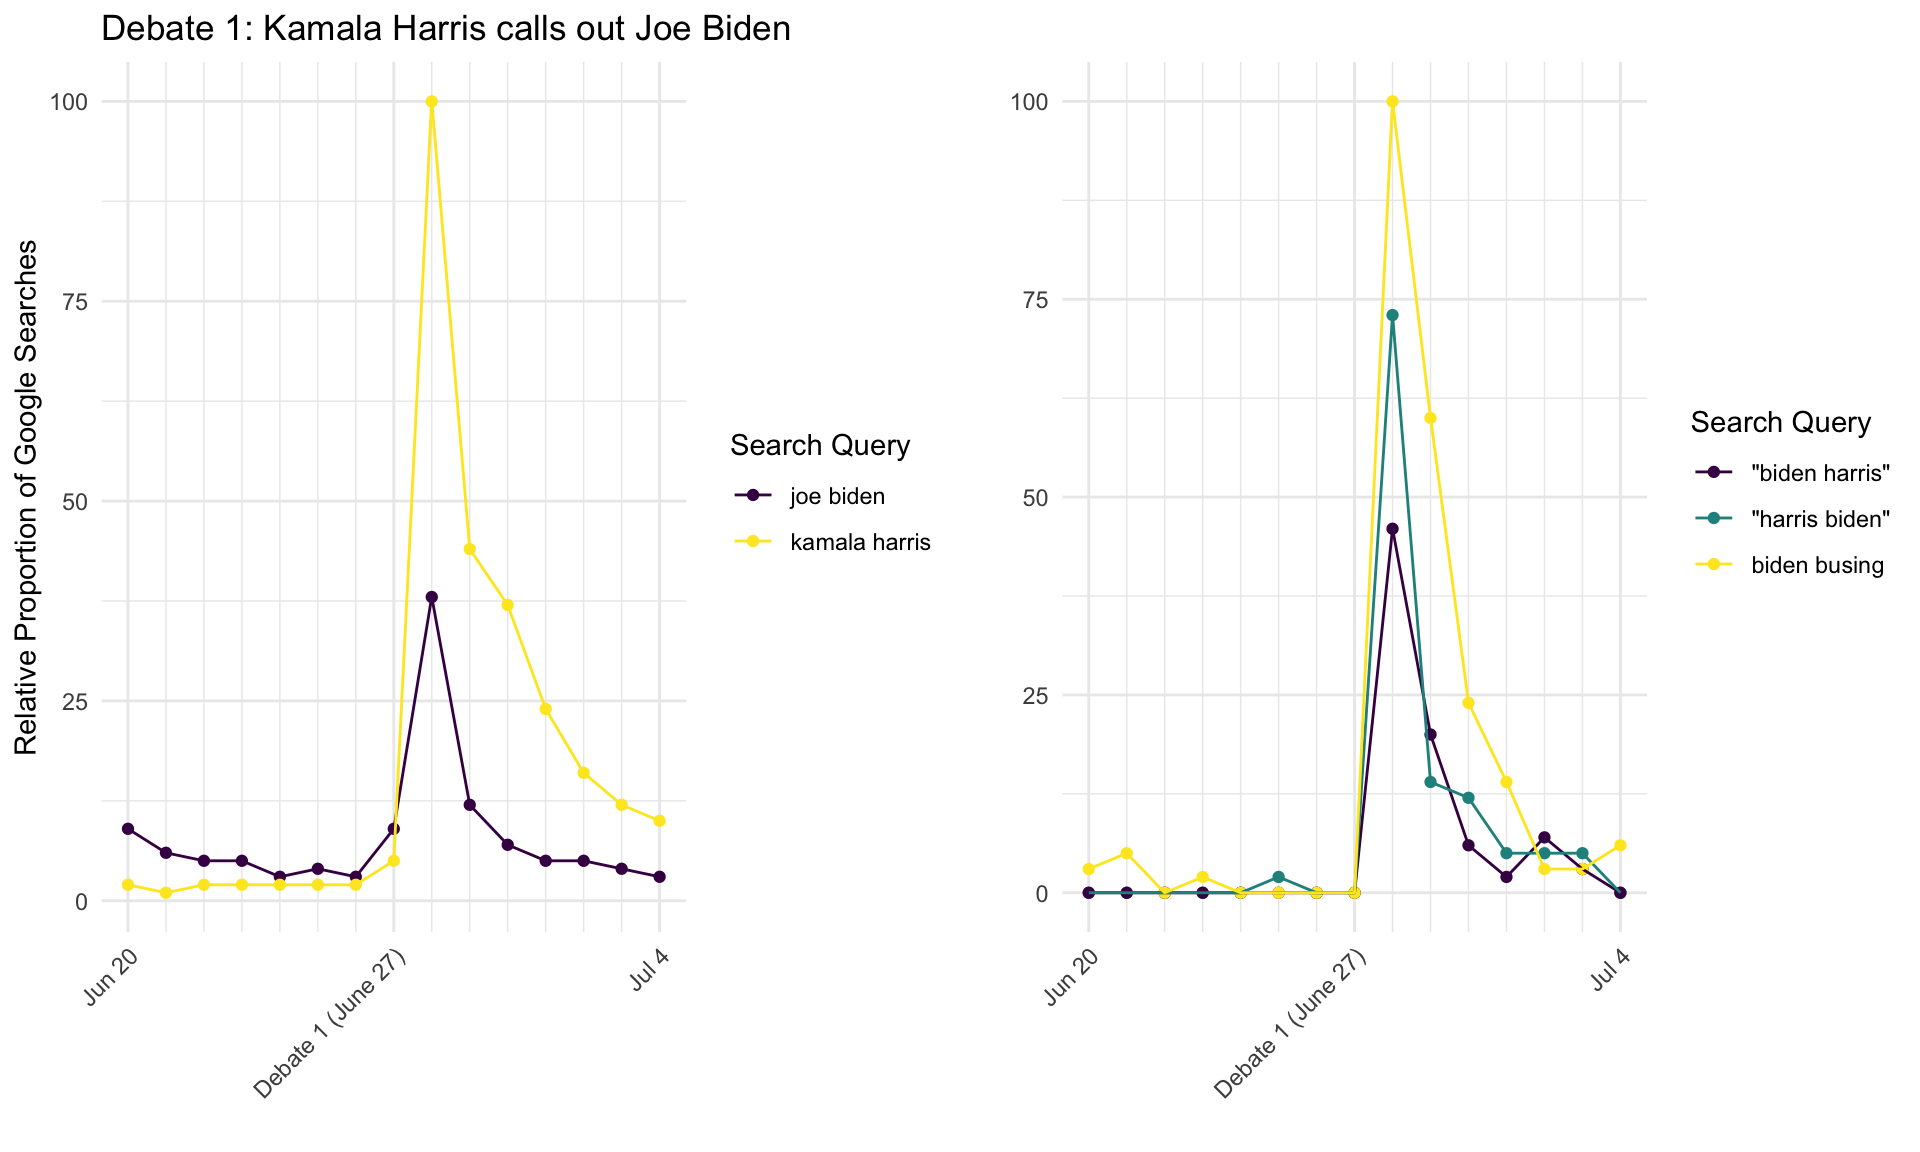 Debate 1: Kamala Harris calls out Joe Biden
Relative Proportion of Google Searches
100
75
50
25
0
Jun 20
Debate 1 (June 27)
Jul 4
Search Query
joe biden
kamala harris
100
75
50
25
0
Jun 20
Debate 1 (June 27)
Jul 4
Search Query
"biden harris"
"harris biden"
biden busing